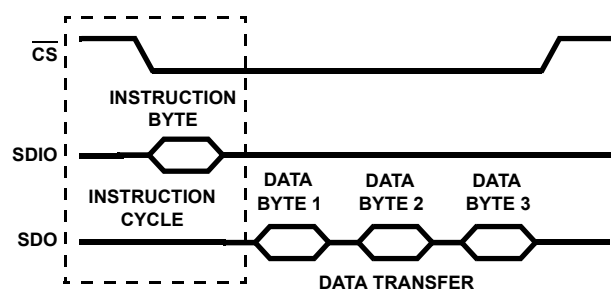 CS
INSTRUCTION
BYTE
SDIO
INSTRUCTION
CYCLE
DATA
BYTE 1
DATA
BYTE 2
DATA
BYTE 3
SDO
DATA TRANSFER